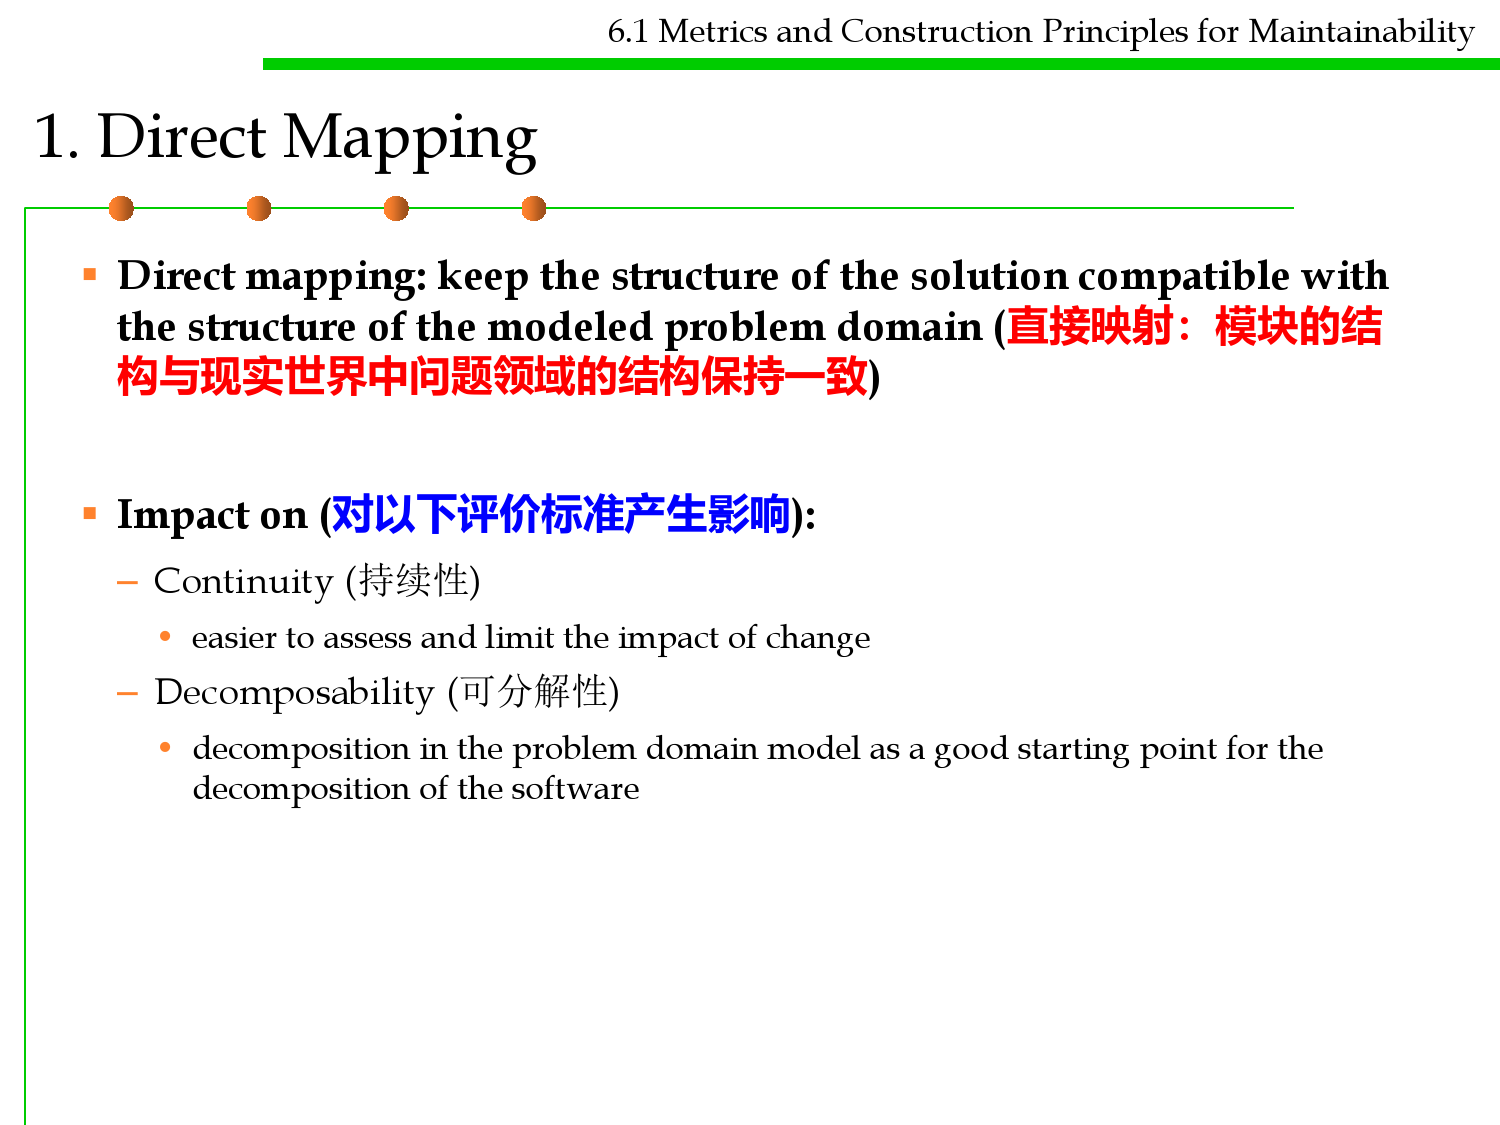 6.1 Metrics and Construction Principles for Maintainability
1. Direct Mapping
▪ Direct mapping: keep the structure of the solution compatible with
the structure of the modeled problem domain (直接映射：模块的结
构与现实世界中问题领域的结构保持一致)
▪ Impact on (对以下评价标准产生影响):
– Continuity (持续性)
• easier to assess and limit the impact of change
– Decomposability (可分解性)
• decomposition in the problem domain model as a good starting point for the
decomposition of the software